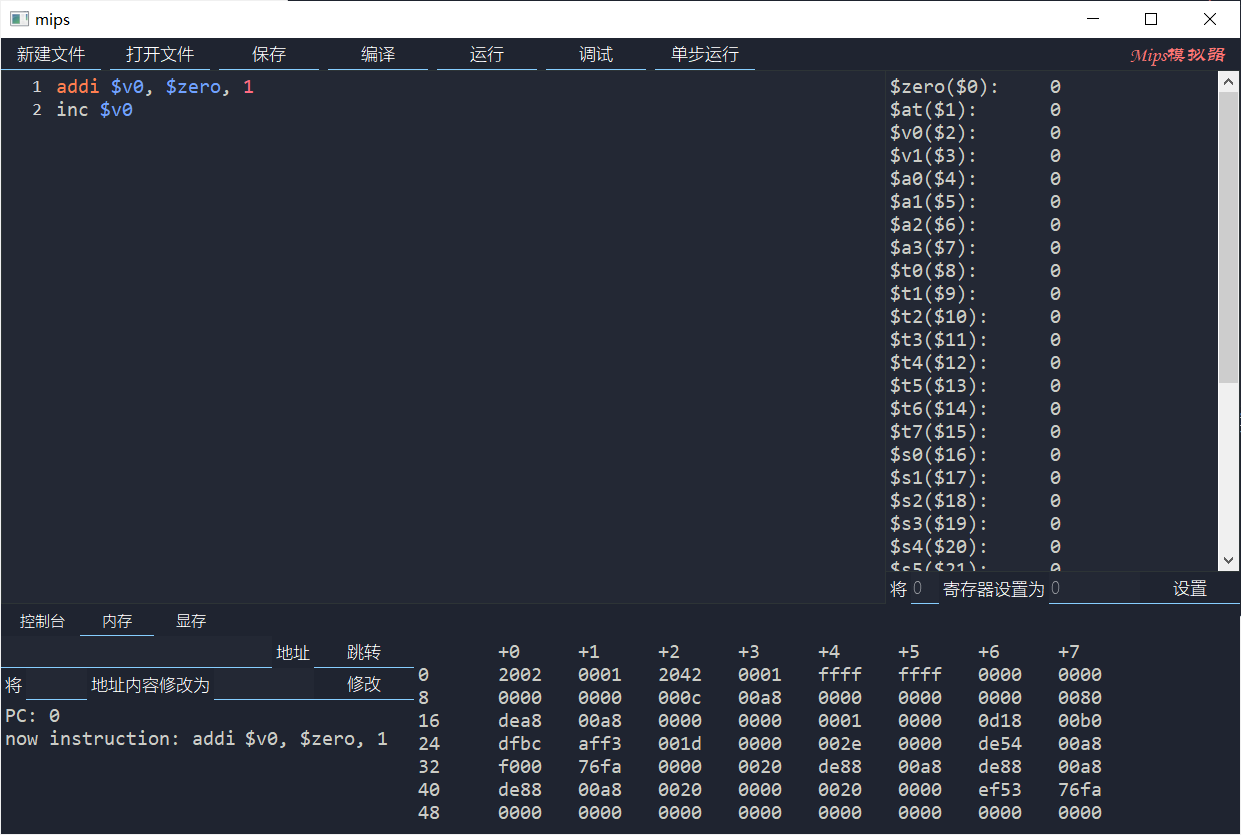 mips
新建文件 打开文件 保存 编译 运行 调试 单步运行 Mips模拟器
1 addi $v0, $zero, 1
2 inc $v0
$zero($0): 0
$at($1): 0
$v0($2): 0
$v1($3): 0
$a0($4): 0
$a1($5): 0
$a2($6): 0
$a3($7): 0
$t0($8): 0
$t1($9): 0
$t2($10): 0
$t3($11): 0
$t4($12): 0
$t5($13): 0
$t6($14): 0
$t7($15): 0
$s0($16): 0
$s1($17): 0
$s2($18): 0
$s3($19): 0
$s4($20): 0
$s5($21): 0
将 0 寄存器设置为 0 设置
控制台 内存 显存
地址 跳转
将 地址内容修改为 修改
PC: 0
now instruction: addi $v0, $zero, 1
+0 +1 +2 +3 +4 +5 +6 +7
0 2002 0001 2042 0001 ffff ffff 0000 0000
8 0000 0000 000c 00a8 0000 0000 0000 0080
16 dea8 00a8 0000 0000 0001 0000 0d18 00b0
24 dfbc aff3 001d 0000 002e 0000 de54 00a8
32 f000 76fa 0000 0020 de88 00a8 de88 00a8
40 de88 00a8 0020 0000 0020 0000 ef53 76fa
48 0000 0000 0000 0000 0000 0000 0000 0000